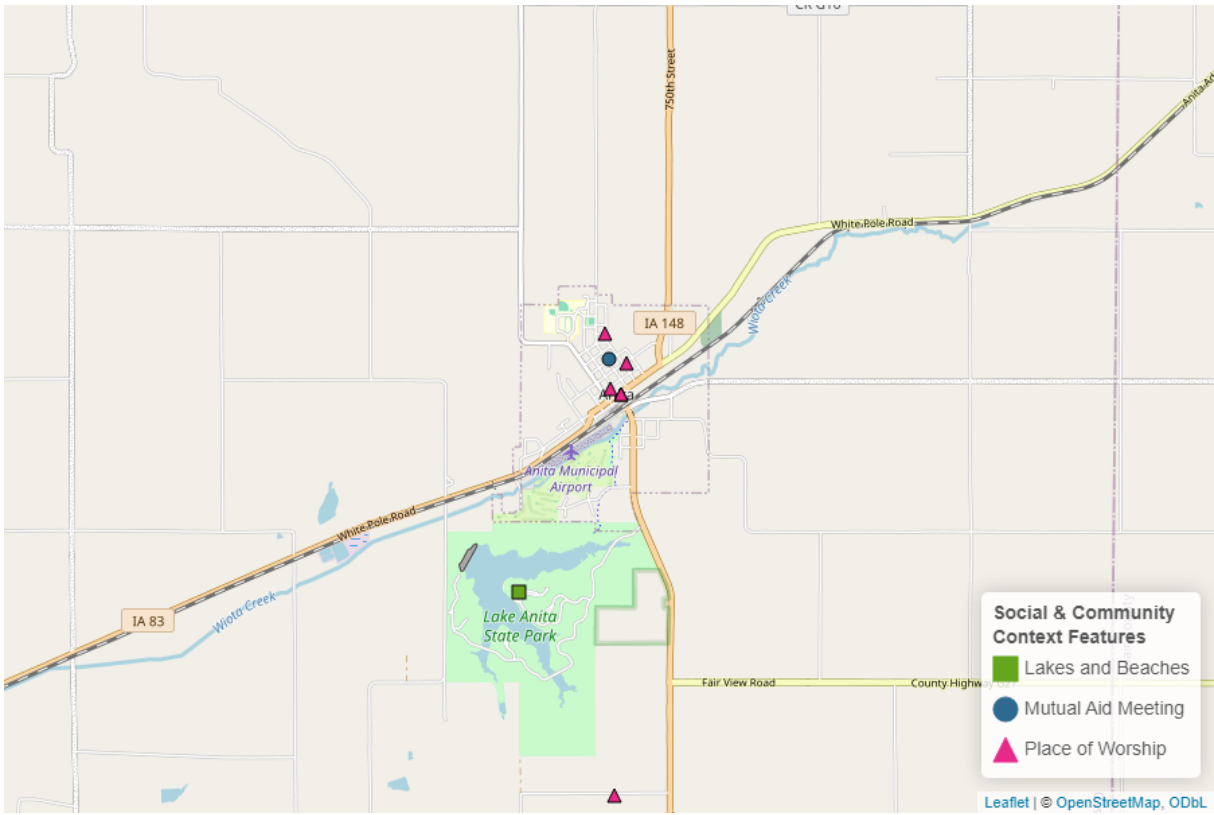 750th Street
Anita Ad
White Pole Road
Wiota Creek
IA 148
Anita Municipal
Airport
White Pole Road
IA 83
Wiota Creek
Lake Anita
State Park
Fair View Road
County Highway G27
Social & Community
Context Features
Lakes and Beaches
Mutual Aid Meeting
Place of Worship
Leaflet | © OpenStreetMap, ODbL